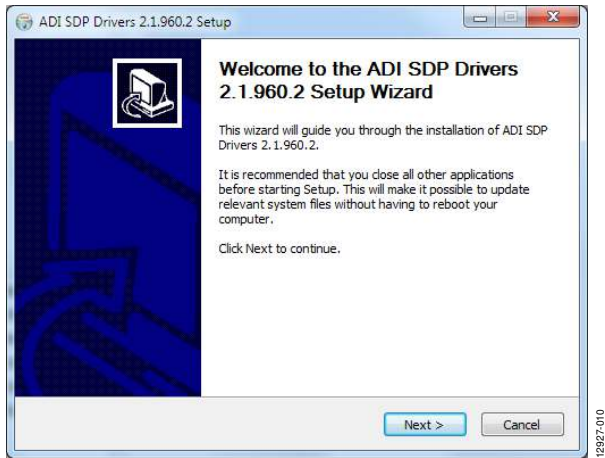 ADI SDP Drivers 2.1.960.2 Setup
Welcome to the ADI SDP Drivers
2.1.960.2 Setup Wizard
This wizard will guide you through the installation of ADI SDP
Drivers 2.1.960.2.
It is recommended that you close all other applications
before starting Setup. This will make it possible to update
relevant system files without having to reboot your
computer.
Click Next to continue.
Next >
Cancel
12927-010